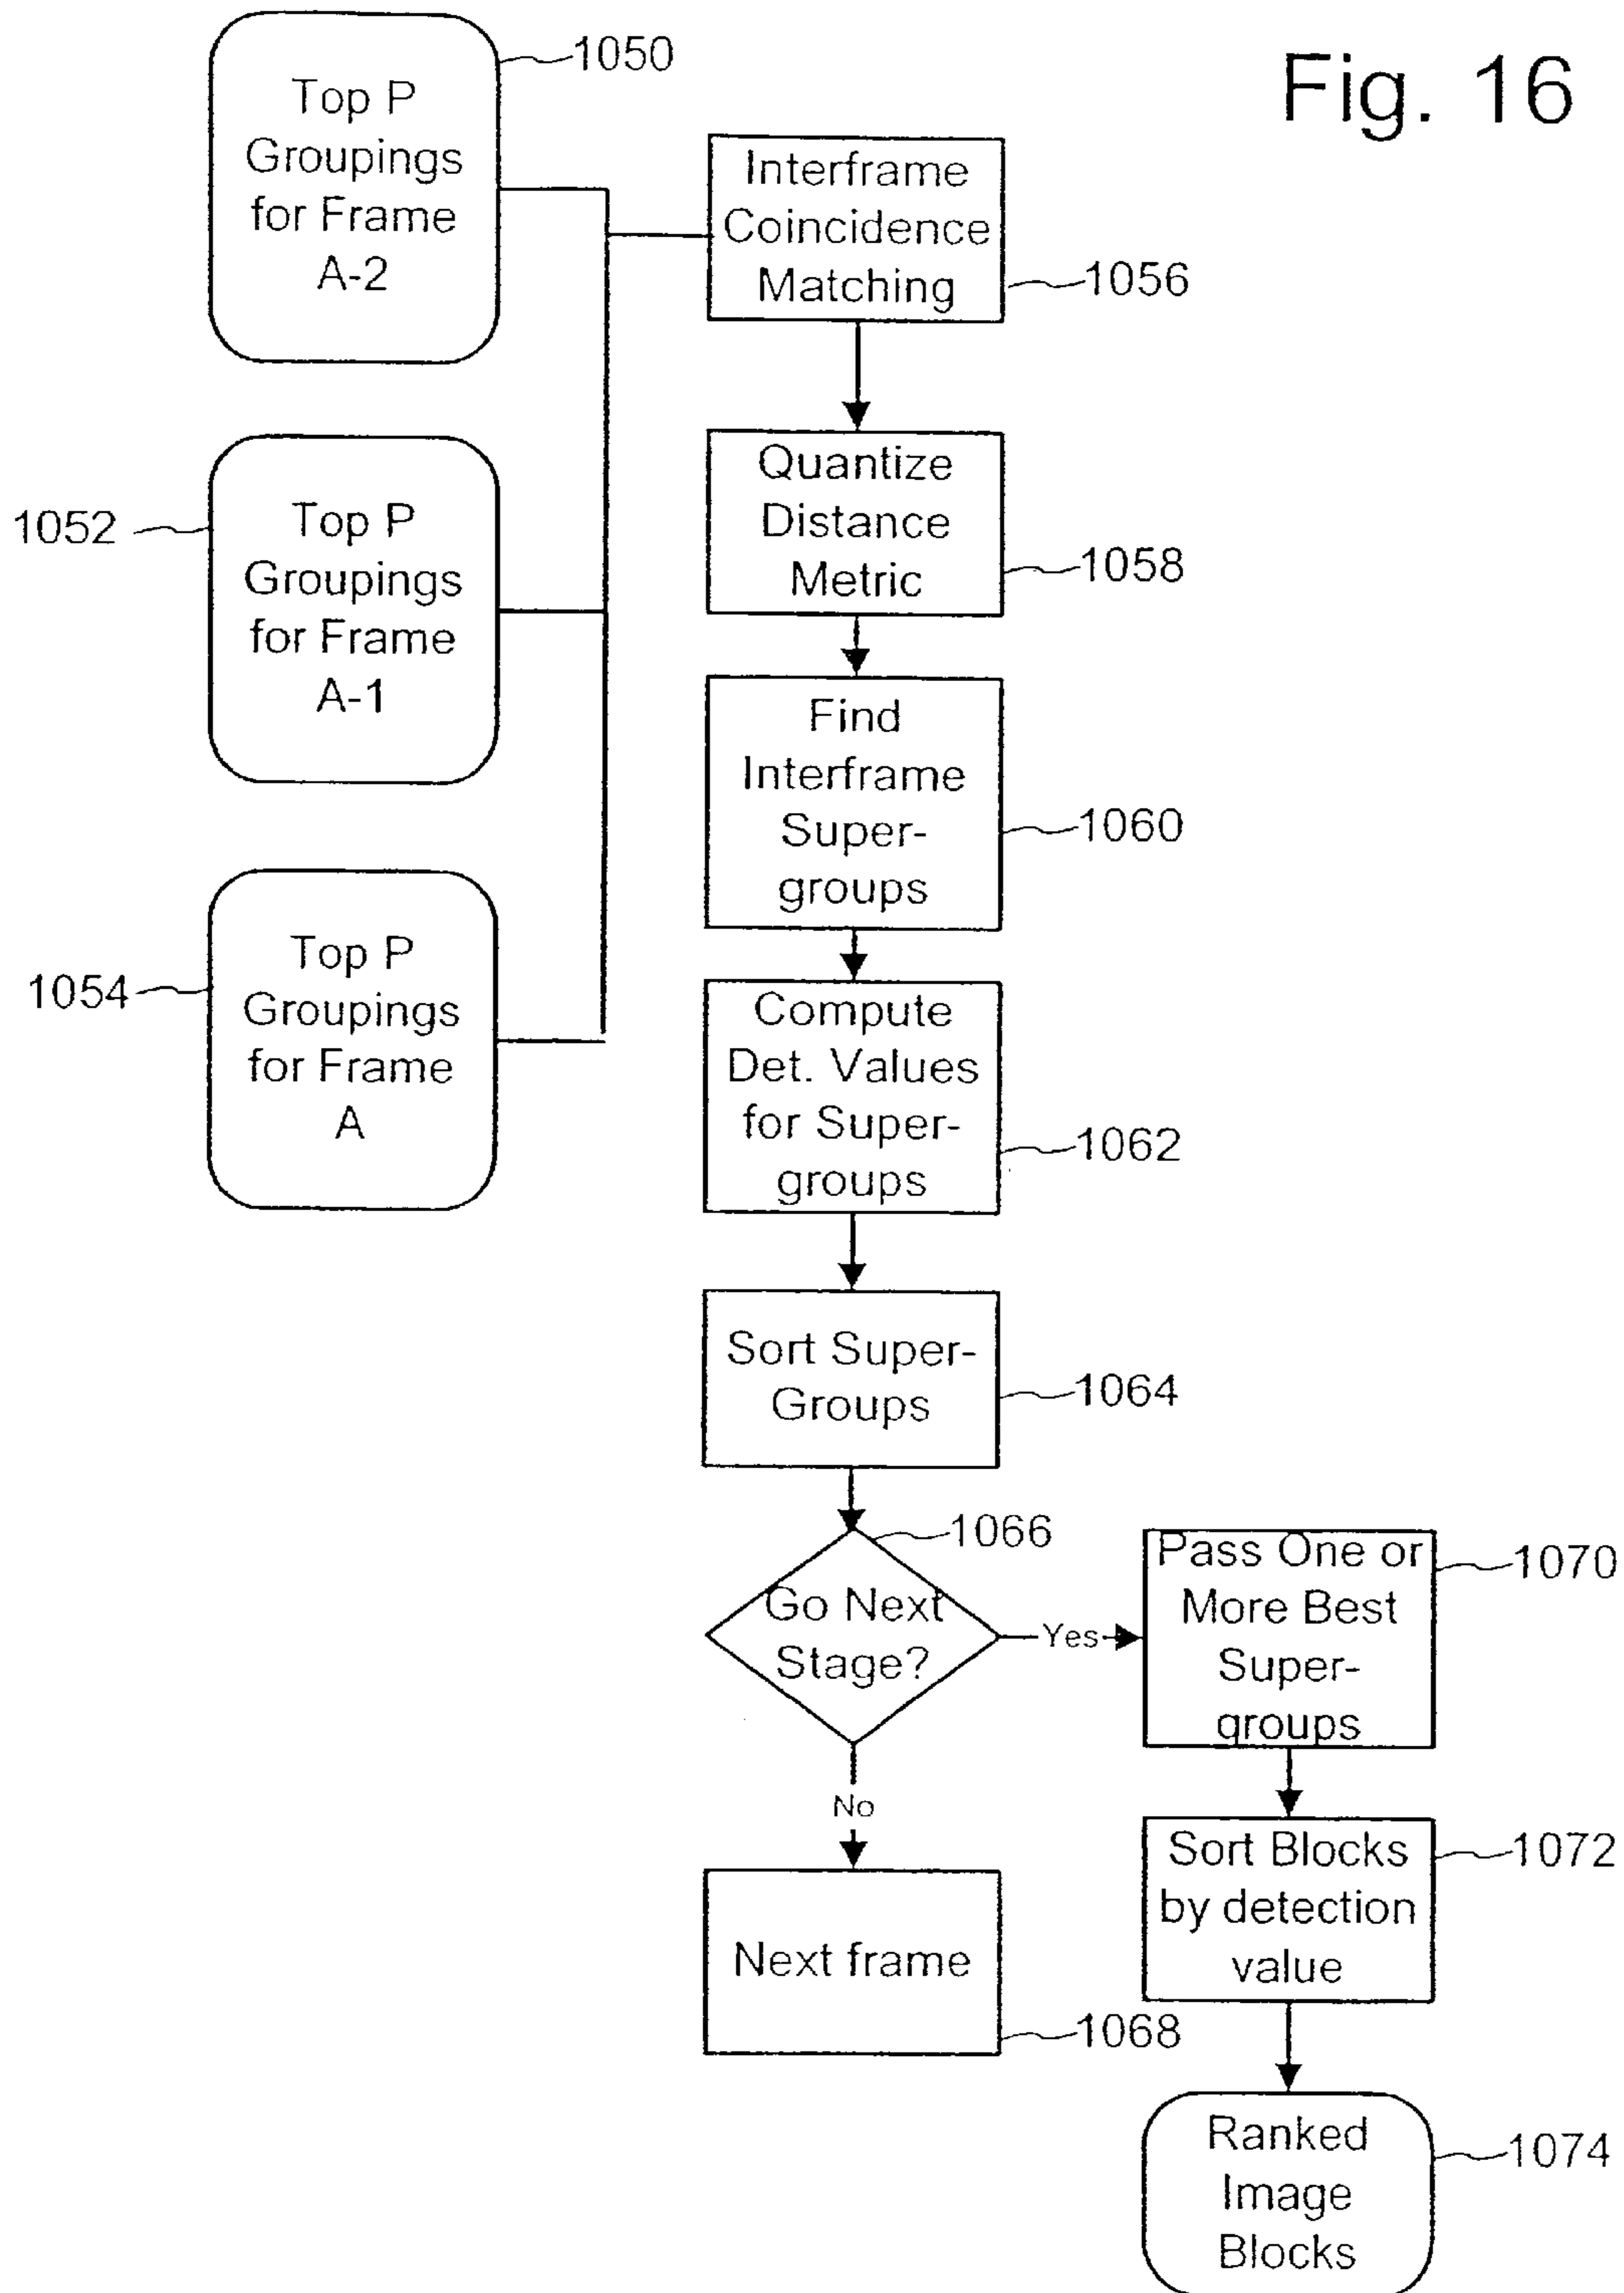 Fig. 16
1050
Top P
Groupings
for Frame
A-2
Interframe
Coincidence
Matching
1056
1052
Top P
Groupings
for Frame
A-1
Quantize
Distance
Metric
1058
Find
Interframe
Super-
groups
1060
1054
Top P
Groupings
for Frame
A
Compute
Det. Values
for Super-
groups
1062
Sort Super-
Groups
1064
1066
Go Next
Stage?
Yes
No
Pass One or
More Best
Super-
groups
1070
Next frame
1068
Sort Blocks
by detection
value
1072
Ranked
Image
Blocks
1074